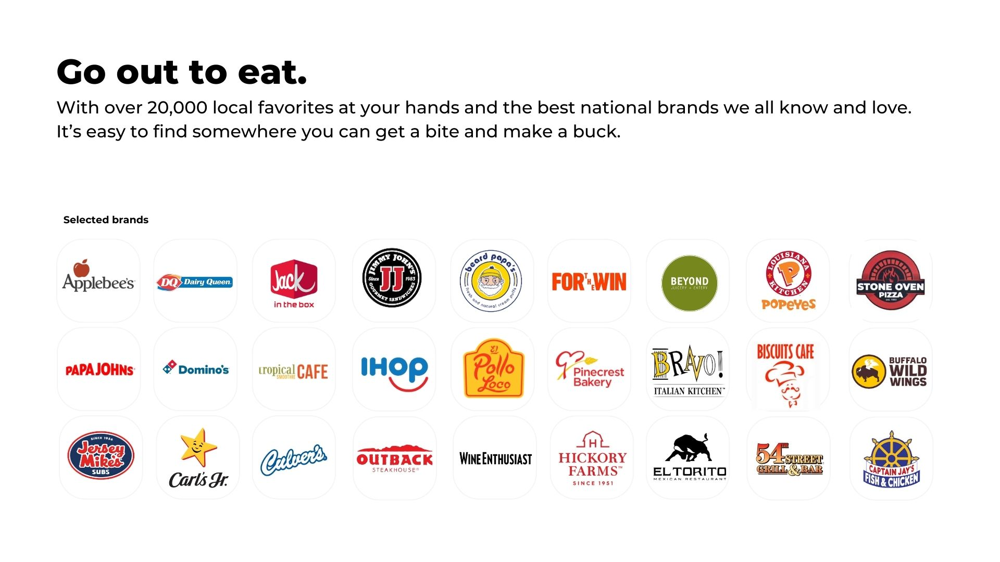 Go out to eat.
With over 20,000 local favorites at your hands and the best national brands we all know and love.
It’s easy to find somewhere you can get a bite and make a buck.
Selected brands
Applebee's
DQ Dairy Queen
Jack
in the box
JIMMY JOHN'S
Since JJ 1983
GOURMET SANDWICHES
beard papa's
fresh and natural cream puffs
FOR THE WIN
BEYOND
JUICERY + EATERY
LOUISIANA
P
KITCHEN
POPEYES
STONE OVEN
PIZZA
est. 1983
PAPA JOHNS
Domino's
tropical
SMOOTHIE
CAFE
IHOP
El
Pollo
Loco
Pinecrest
Bakery
BRAVO!
ITALIAN KITCHEN™
BISCUITS CAFE
BUFFALO
WILD
WINGS
SINCE 1956
Jersey
Mike's
SUBS
Carl's Jr.
Culver's
OUTBACK
STEAKHOUSE®
WINE ENTHUSIAST
H
HICKORY
FARMS™
SINCE 1951
EL TORITO
MEXICAN RESTAURANT
54TH STREET
GRILL & BAR
CAPTAIN JAY'S
FISH & CHICKEN